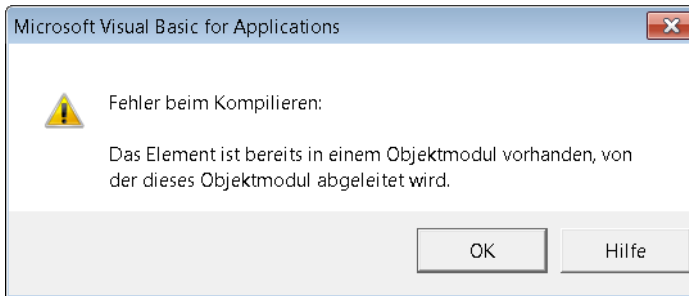 Microsoft Visual Basic for Applications
Fehler beim Kompilieren:
Das Element ist bereits in einem Objektmodul vorhanden, von
der dieses Objektmodul abgeleitet wird.
OK
Hilfe